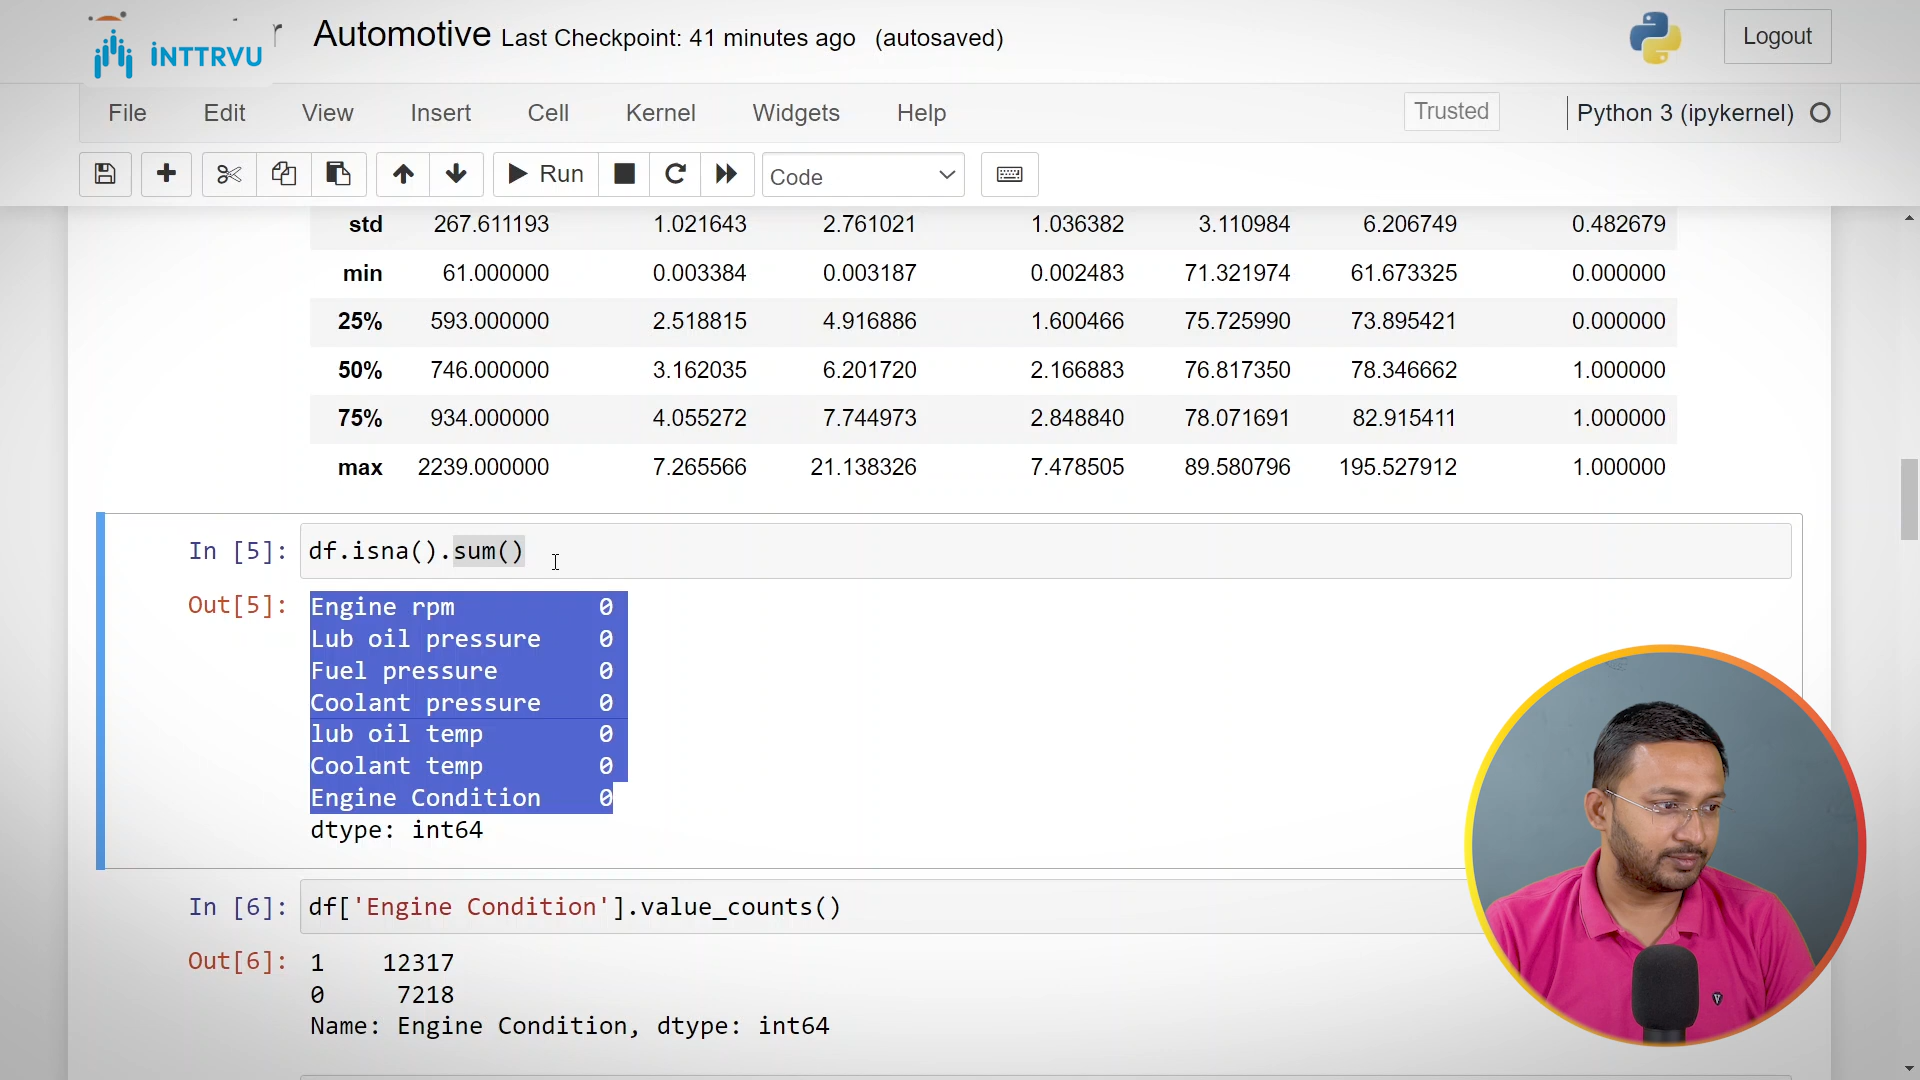 INTTRVU
Automotive Last Checkpoint: 41 minutes ago (autosaved)
Logout
File Edit View Insert Cell Kernel Widgets Help
Trusted
Python 3 (ipykernel)
Run
Code
std 267.611193 1.021643 2.761021 1.036382 3.110984 6.206749 0.482679
min 61.000000 0.003384 0.003187 0.002483 71.321974 61.673325 0.000000
25% 593.000000 2.518815 4.916886 1.600466 75.725990 73.895421 0.000000
50% 746.000000 3.162035 6.201720 2.166883 76.817350 78.346662 1.000000
75% 934.000000 4.055272 7.744973 2.848840 78.071691 82.915411 1.000000
max 2239.000000 7.265566 21.138326 7.478505 89.580796 195.527912 1.000000
In [5]: df.isna().sum()
Out[5]: Engine rpm 0
Lub oil pressure 0
Fuel pressure 0
Coolant pressure 0
lub oil temp 0
Coolant temp 0
Engine Condition 0
dtype: int64
In [6]: df['Engine Condition'].value_counts()
Out[6]: 1 12317
0 7218
Name: Engine Condition, dtype: int64